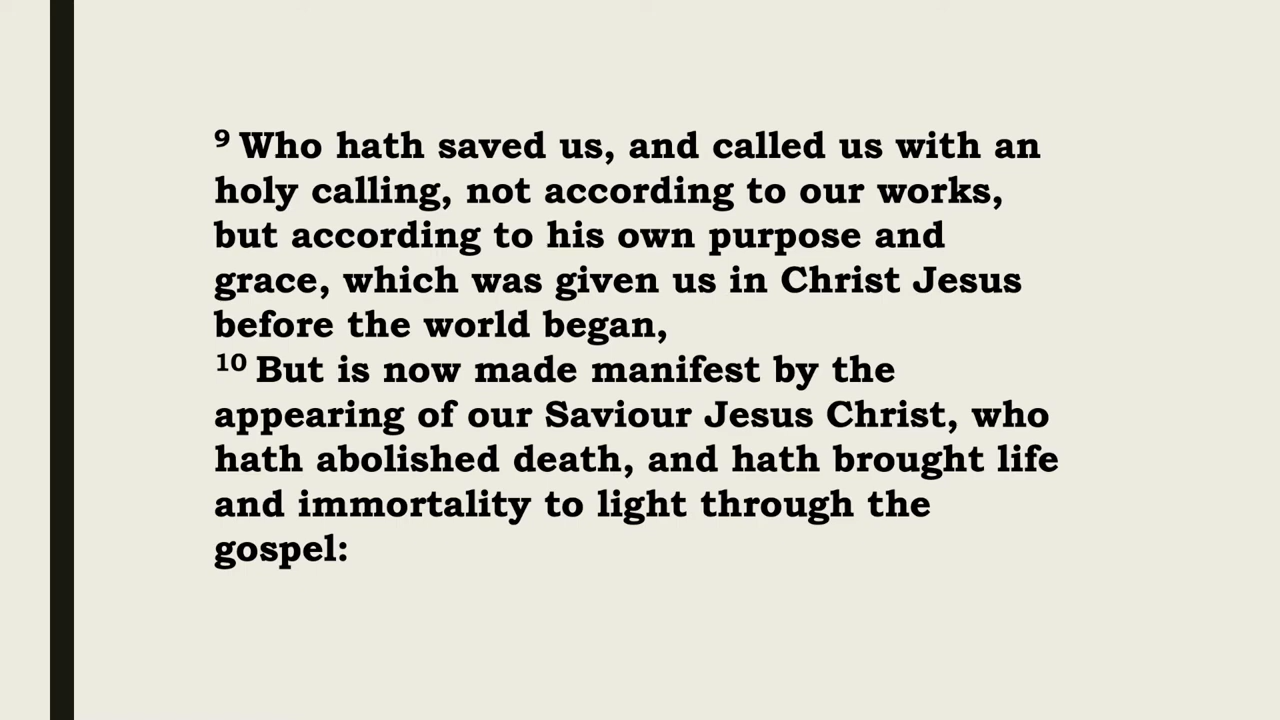 9 Who hath saved us, and called us with an
holy calling, not according to our works,
but according to his own purpose and
grace, which was given us in Christ Jesus
before the world began,
10 But is now made manifest by the
appearing of our Saviour Jesus Christ, who
hath abolished death, and hath brought life
and immortality to light through the
gospel: